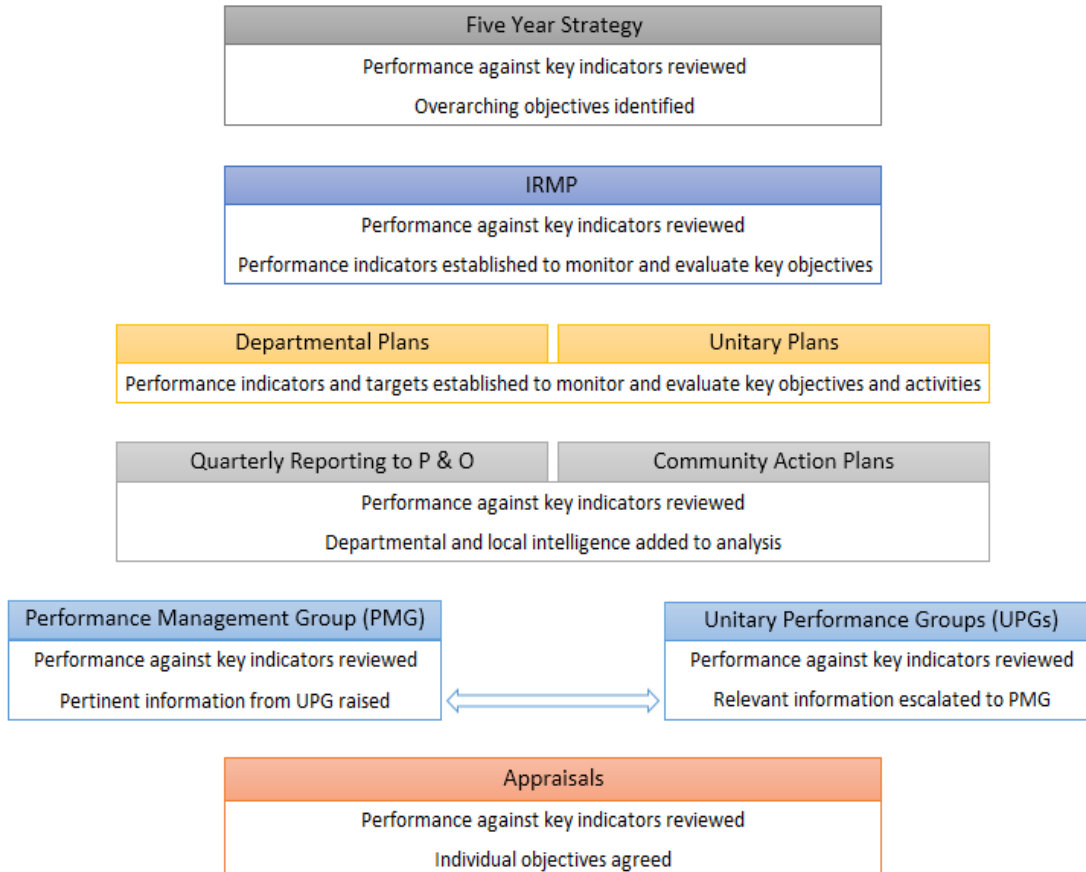 Five Year Strategy
Performance against key indicators reviewed
Overarching objectives identified
IRMP
Performance against key indicators reviewed
Performance indicators established to monitor and evaluate key objectives
Departmental Plans
Unitary Plans
Performance indicators and targets established to monitor and evaluate key objectives and activities
Quarterly Reporting to P & O
Community Action Plans
Performance against key indicators reviewed
Departmental and local intelligence added to analysis
Performance Management Group (PMG)
Performance against key indicators reviewed
Pertinent information from UPG raised
Unitary Performance Groups (UPGs)
Performance against key indicators reviewed
Relevant information escalated to PMG
Appraisals
Performance against key indicators reviewed
Individual objectives agreed